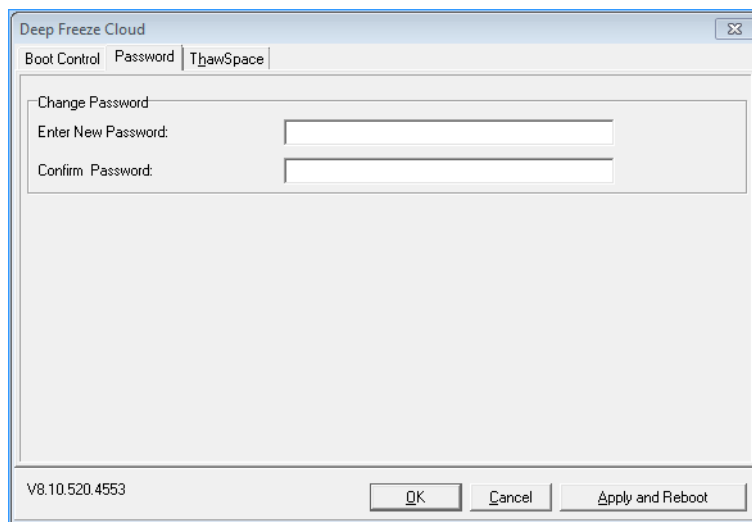 Deep Freeze Cloud
Boot Control Password ThawSpace
Change Password
Enter New Password:
Confirm Password:
V8.10.520.4553 OK Cancel Apply and Reboot